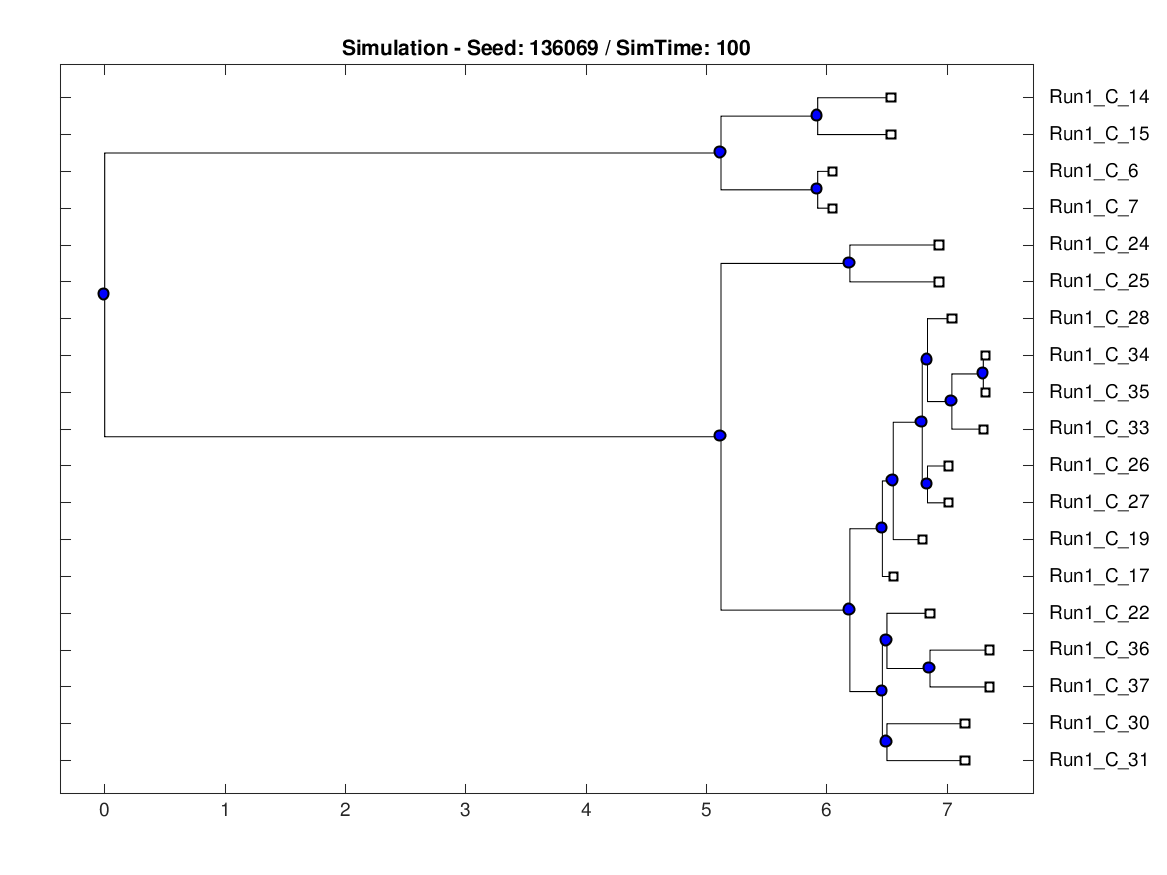 Simulation - Seed: 136069 / SimTime: 100
Run1_C_14
Run1_C_15
Run1_C_6
Run1_C_7
Run1_C_24
Run1_C_25
Run1_C_28
Run1_C_34
Run1_C_35
Run1_C_33
Run1_C_26
Run1_C_27
Run1_C_19
Run1_C_17
Run1_C_22
Run1_C_36
Run1_C_37
Run1_C_30
Run1_C_31
0 1 2 3 4 5 6 7